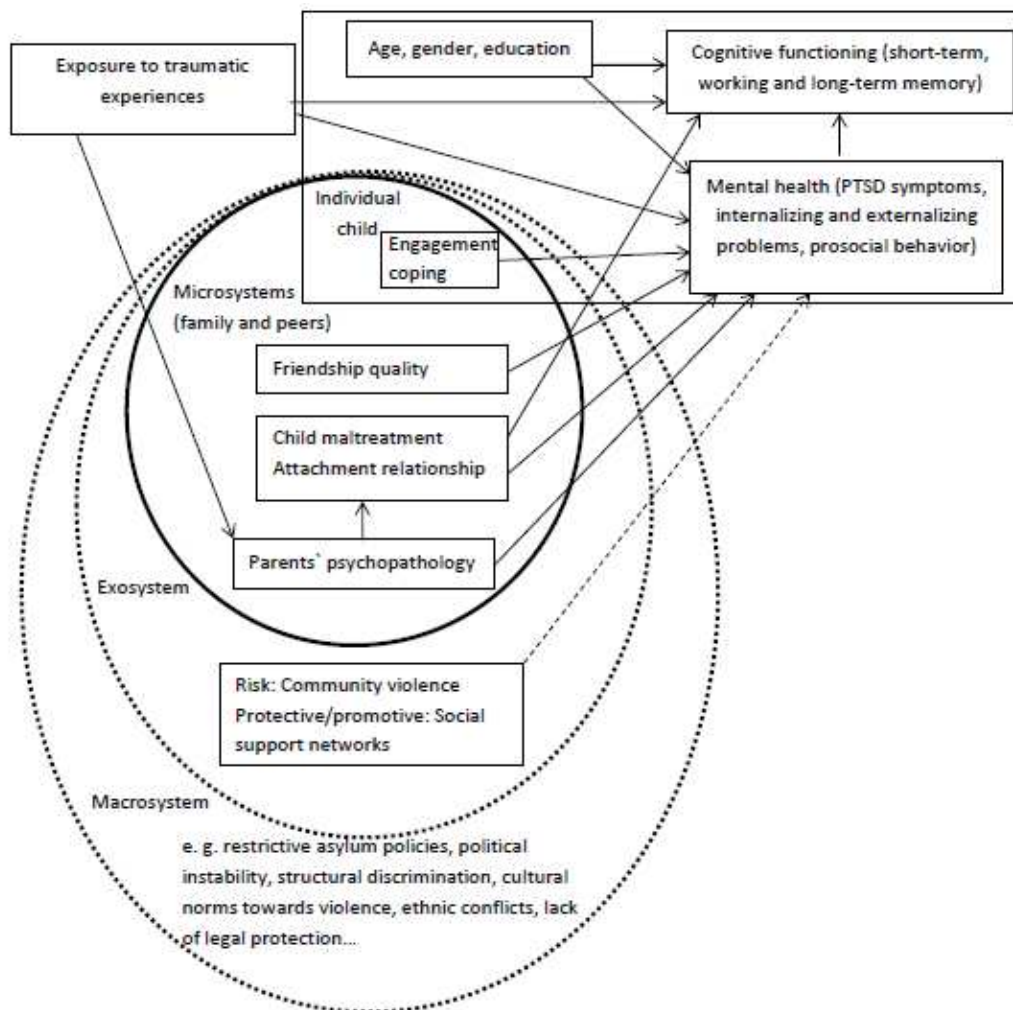 Exposure to traumatic
experiences
Age, gender, education
Cognitive functioning (short-term,
working and long-term memory)
Mental health (PTSD symptoms,
internalizing and externalizing
problems, prosocial behavior)
Individual
child
Engagement
coping
Microsystems
(family and peers)
Friendship quality
Child maltreatment
Attachment relationship
Parents` psychopathology
Exosystem
Risk: Community violence
Protective/promotive: Social
support networks
Macrosystem
e. g. restrictive asylum policies, political
instability, structural discrimination, cultural
norms towards violence, ethnic conflicts, lack
of legal protection...